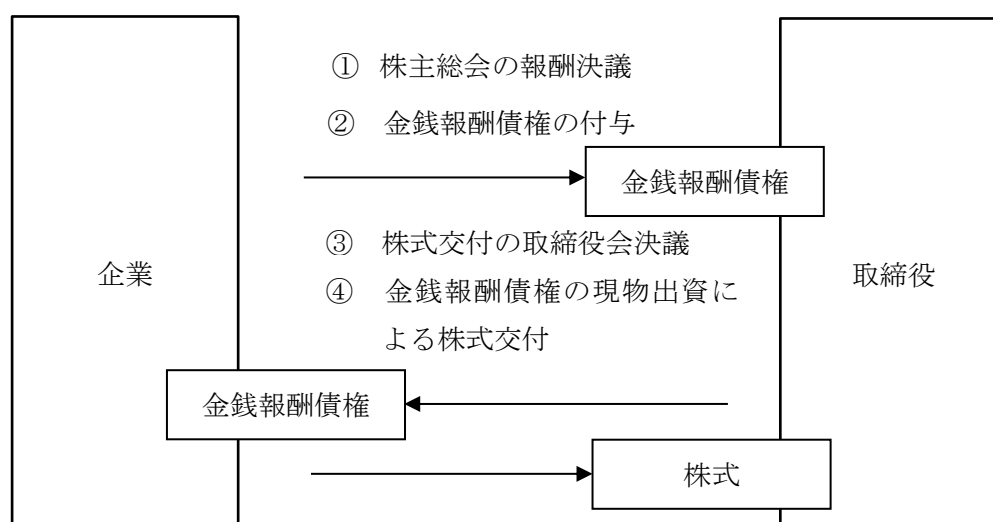 ① 株主総会の報酬決議
② 金銭報酬債権の付与
金銭報酬債権
③ 株式交付の取締役会決議
企業
取締役
④ 金銭報酬債権の現物出資に
よる株式交付
金銭報酬債権
株式